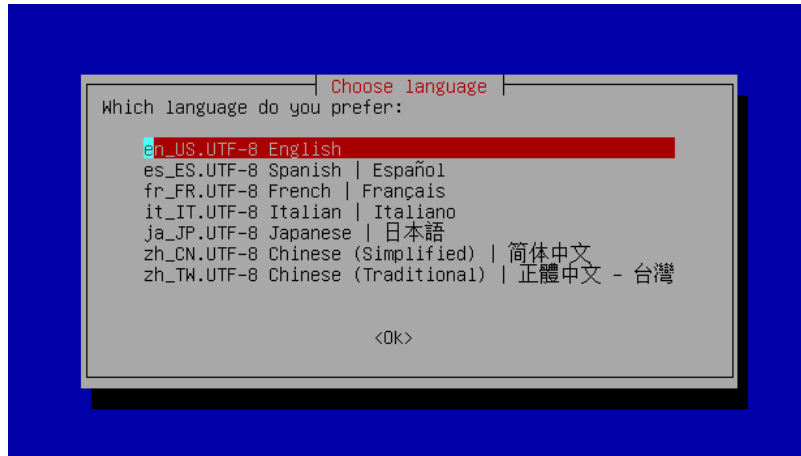 Choose language
Which language do you prefer:
en_US.UTF-8 English
es_ES.UTF-8 Spanish | Español
fr_FR.UTF-8 French | Français
it_IT.UTF-8 Italian | Italiano
ja_JP.UTF-8 Japanese | 日本語
zh_CN.UTF-8 Chinese (Simplified) | 简体中文
zh_TW.UTF-8 Chinese (Traditional) | 正體中文 - 台灣
<Ok>